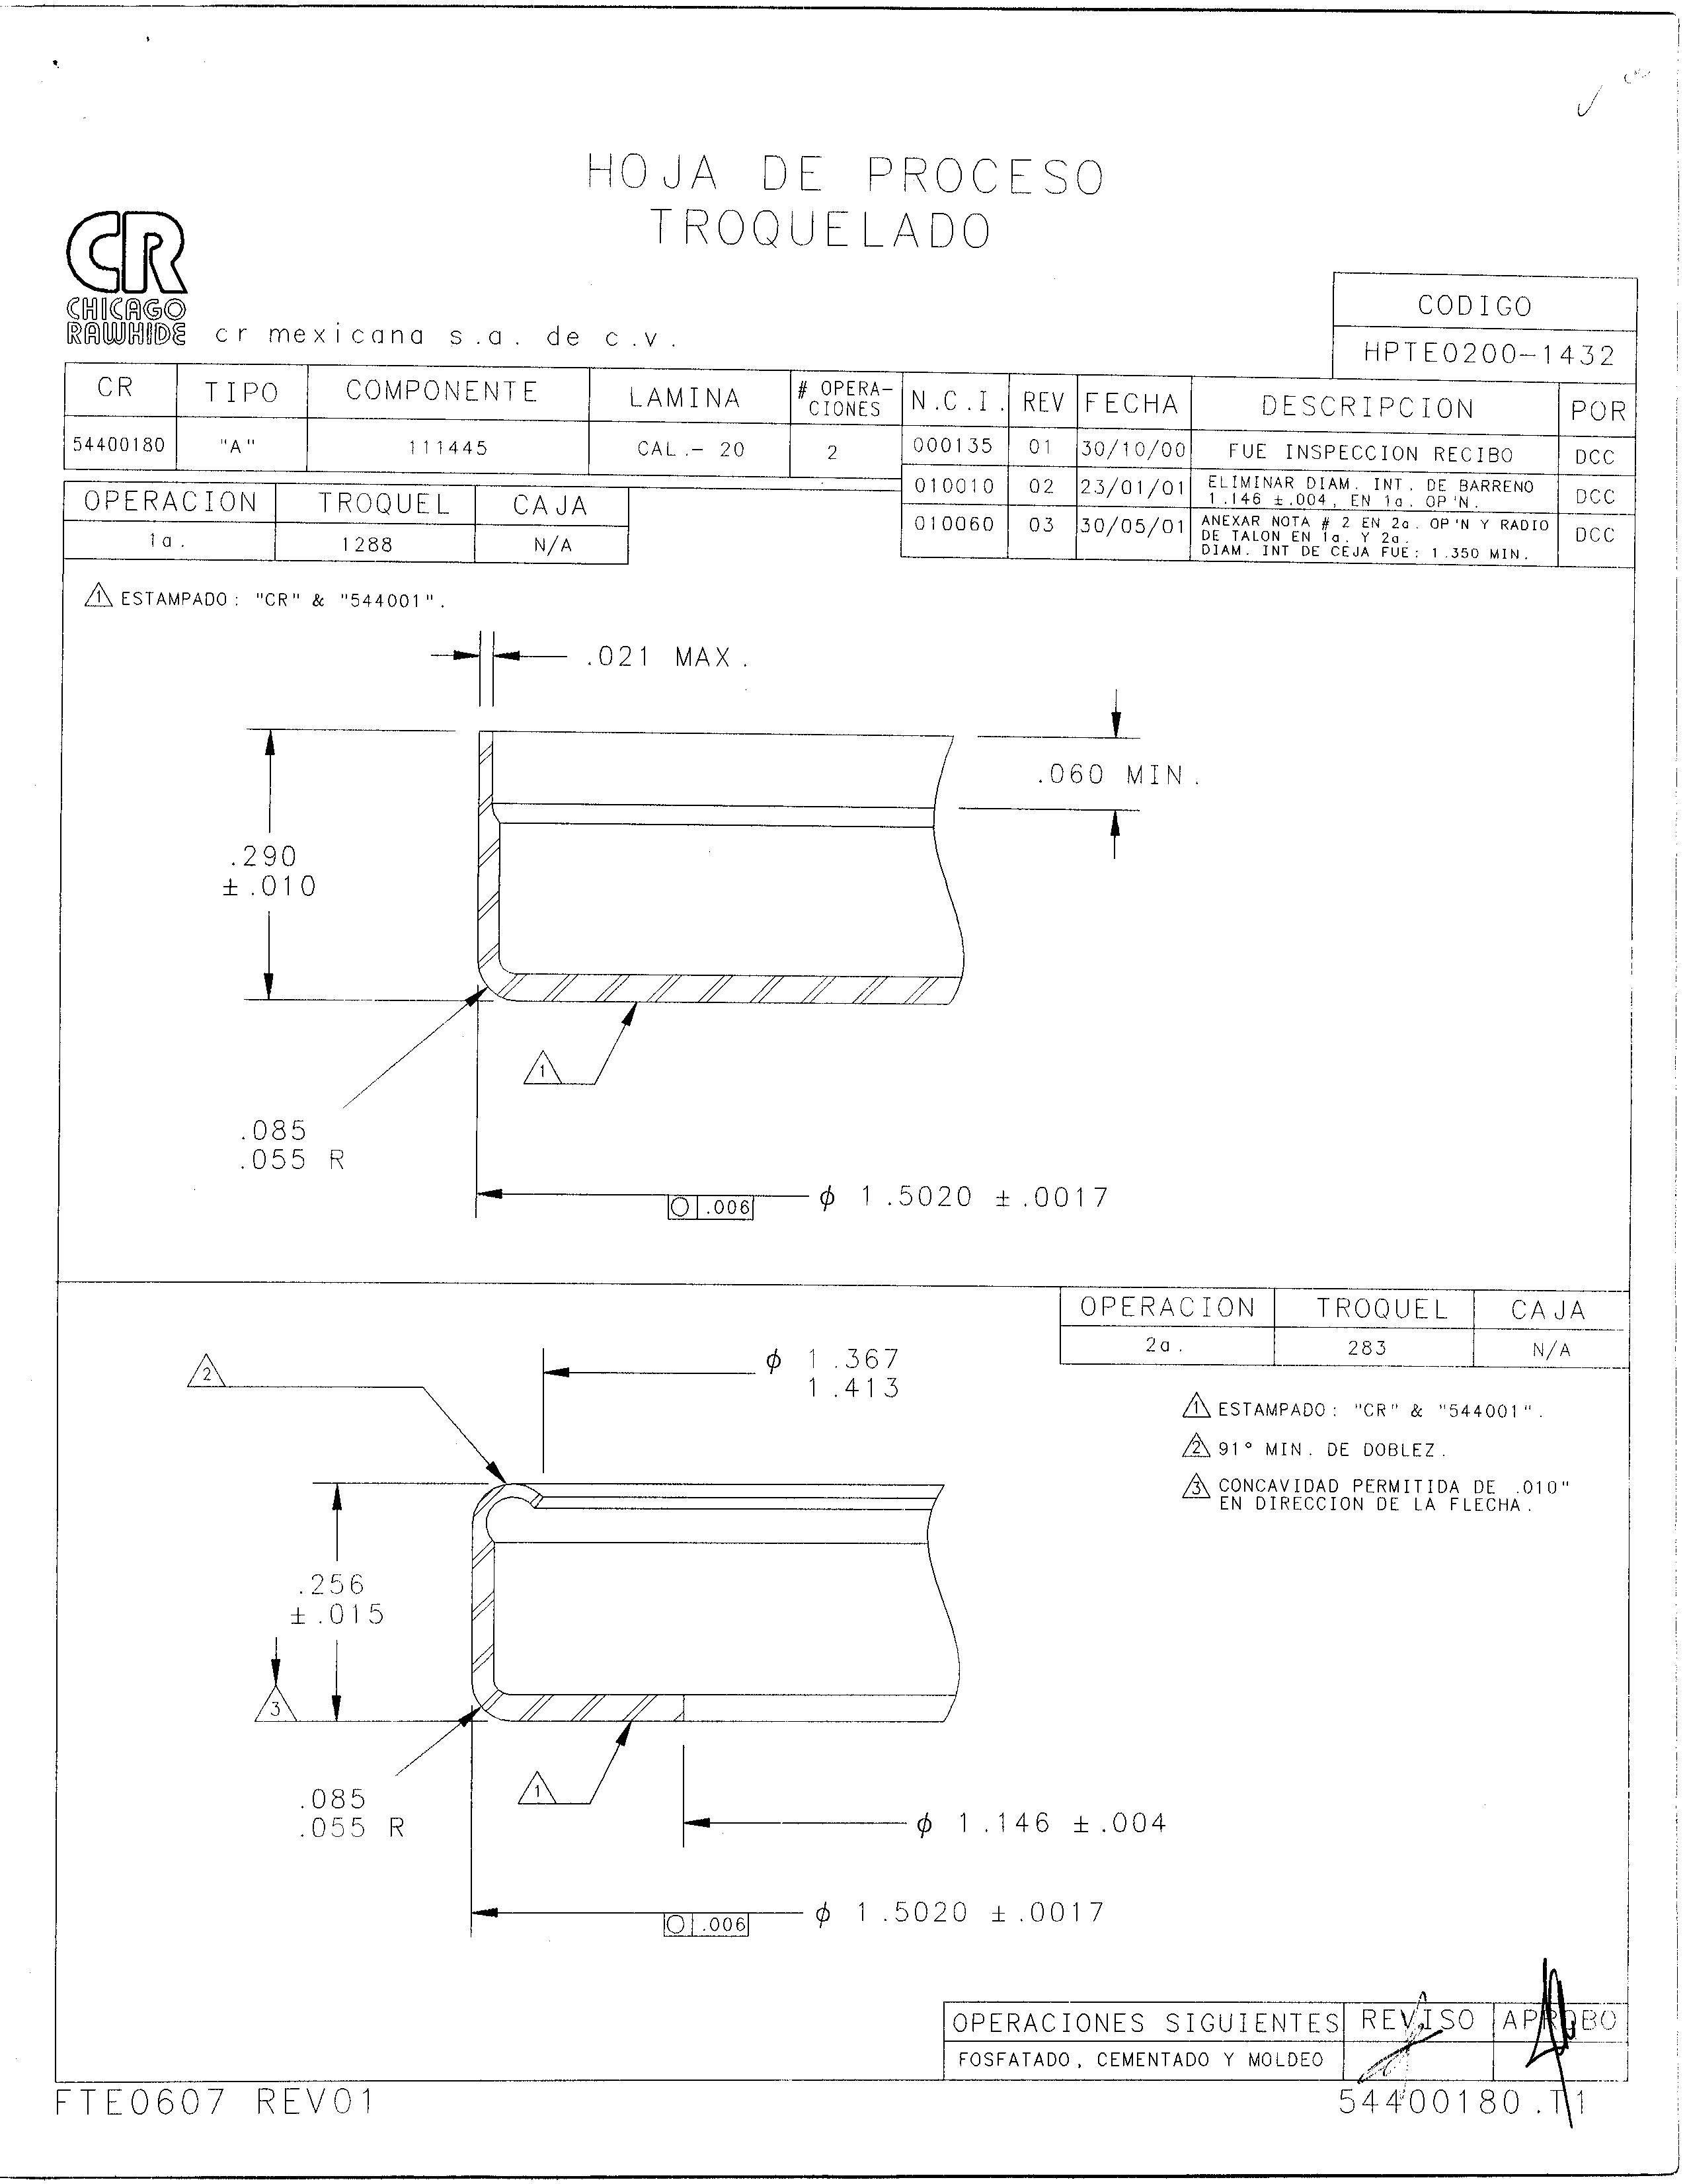 HOJA DE PROCESO
TROQUELADO
CR
CHICAGO
RAWHIDE
cr mexicana s.a. de c.v.
CODIGO
HPTE0200-1432
CR TIPO COMPONENTE LAMINA # OPERA-CIONES N.C.I. REV FECHA DESCRIPCION POR
54400180 "A" 111445 CAL.- 20 2 000135 01 30/10/00 FUE INSPECCION RECIBO DCC
010010 02 23/01/01 ELIMINAR DIAM. INT. DE BARRENO
1.146 ±.004, EN 1a. OP'N. DCC
010060 03 30/05/01 ANEXAR NOTA # 2 EN 2a. OP'N Y RADIO
DE TALON EN 1a. Y 2a.
DIAM. INT DE CEJA FUE: 1.350 MIN. DCC
OPERACION TROQUEL CAJA
1a. 1288 N/A
1 ESTAMPADO: "CR" & "544001".
.021 MAX.
.060 MIN.
.290
±.010
1
.085
.055 R
○ .006 ϕ 1.5020 ±.0017
OPERACION TROQUEL CAJA
2a. 283 N/A
2
ϕ 1.367
1.413
1 ESTAMPADO: "CR" & "544001".
2 91° MIN. DE DOBLEZ.
3 CONCAVIDAD PERMITIDA DE .010"
EN DIRECCION DE LA FLECHA.
.256
±.015
3
1
.085
.055 R
ϕ 1.146 ±.004
○ .006 ϕ 1.5020 ±.0017
OPERACIONES SIGUIENTES REVISO APROBO
FOSFATADO, CEMENTADO Y MOLDEO
FTE0607 REV01
54400180.T1